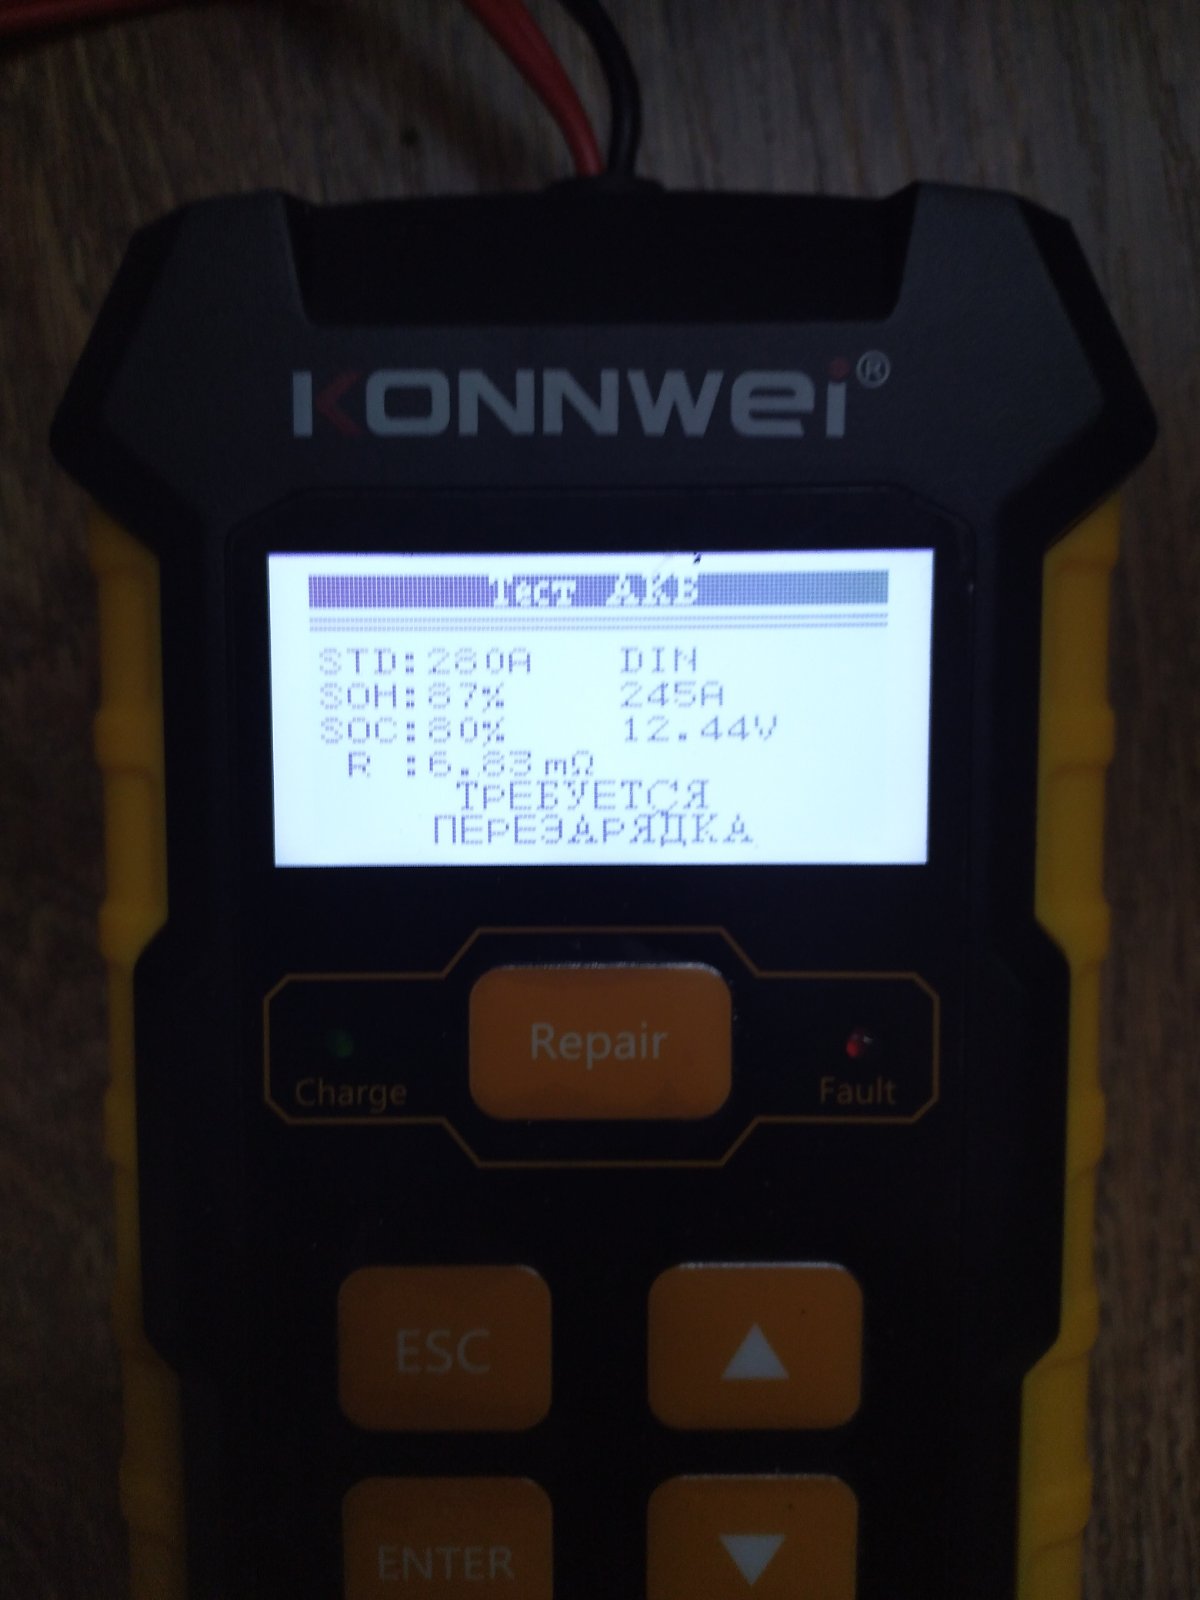 KONNWEI®
Тест АКБ
STD:280A DIN
SOH:87% 245A
SOC:80% 12.44V
R :6.83mΩ
ТРЕБУЕТСЯ
ПЕРЕЗАРЯДКА
Repair
Charge
Fault
ESC
ENTER